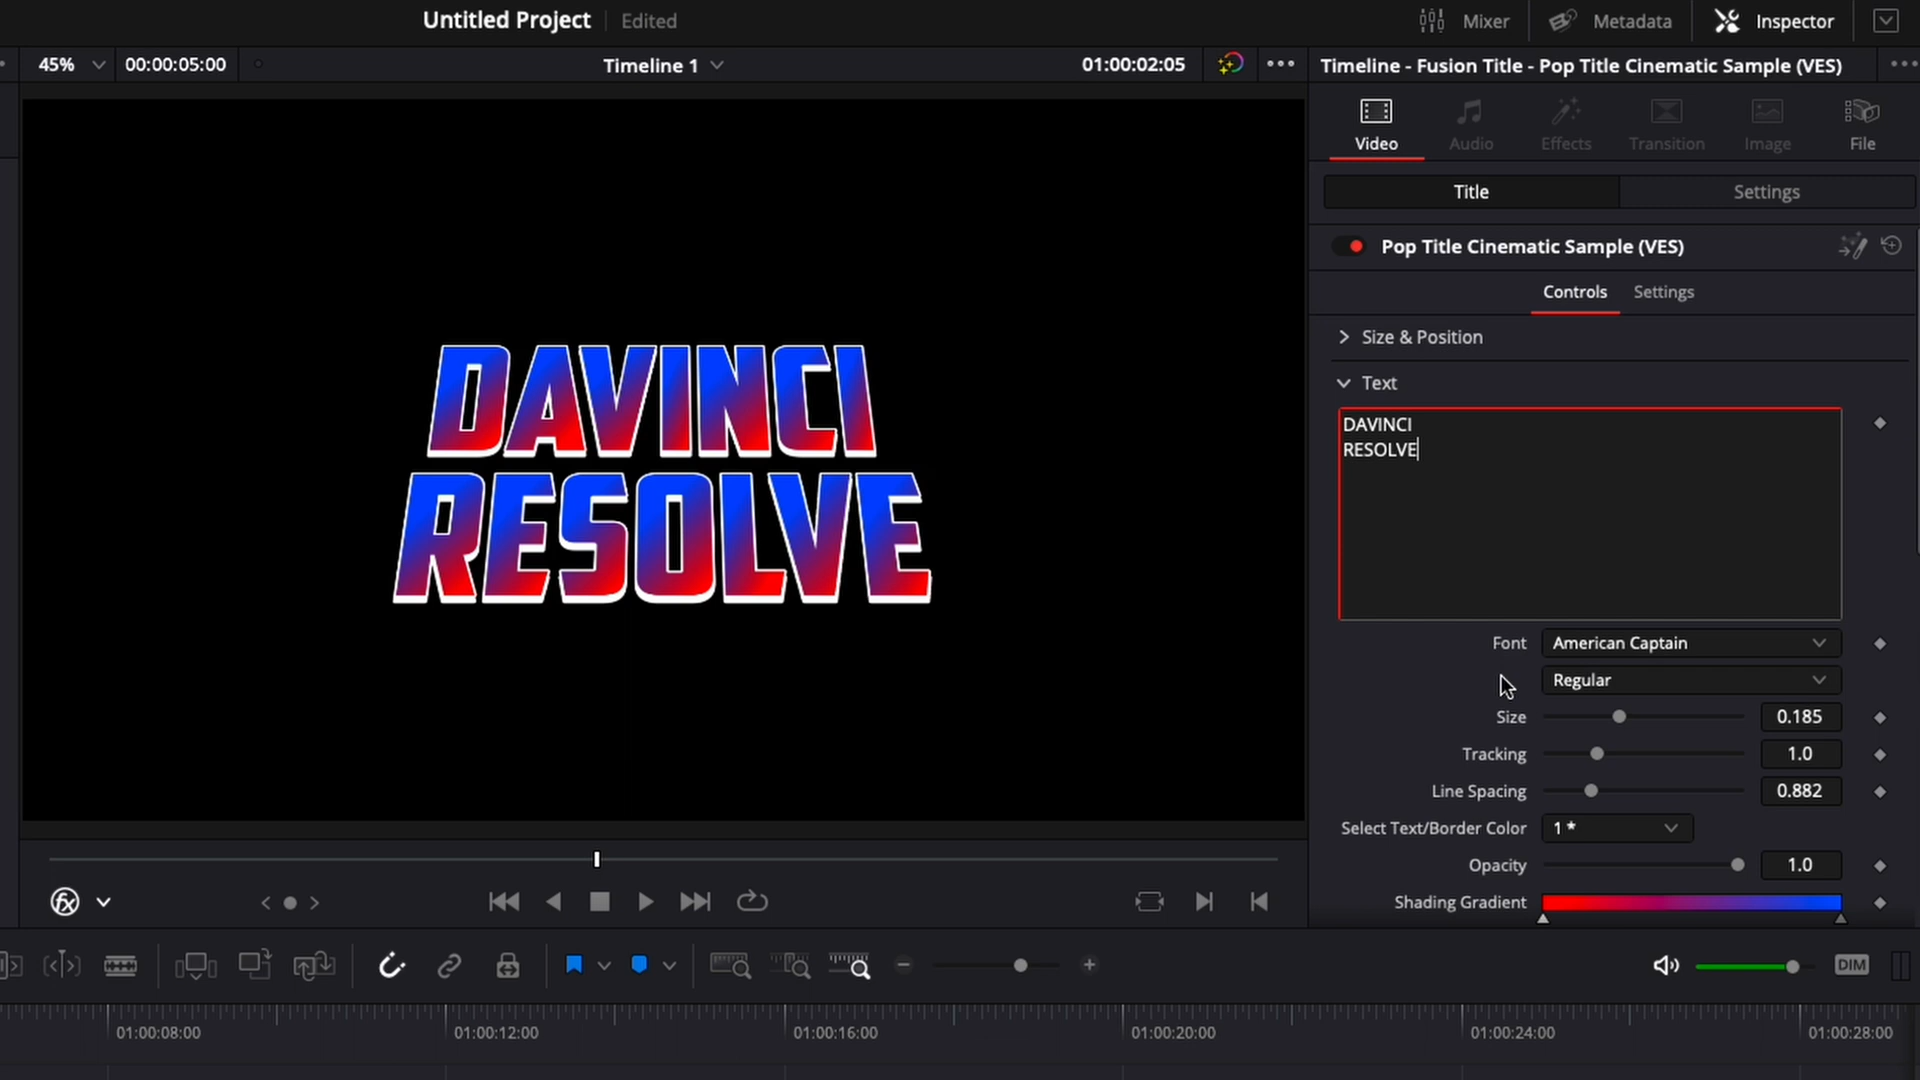 Untitled Project
Edited
Mixer
Metadata
Inspector
45%
00:00:05:00
Timeline 1
01:00:02:05
Timeline - Fusion Title - Pop Title Cinematic Sample (VES)
Video
Audio
Effects
Transition
Image
File
Title
Settings
Pop Title Cinematic Sample (VES)
Controls
Settings
Size & Position
Text
DAVINCI
RESOLVE
DAVINCI
RESOLVE
Font
American Captain
Regular
Size
0.185
Tracking
1.0
Line Spacing
0.882
Select Text/Border Color
1 *
Opacity
1.0
Shading Gradient
fx
DIM
01:00:08:00
01:00:12:00
01:00:16:00
01:00:20:00
01:00:24:00
01:00:28:00